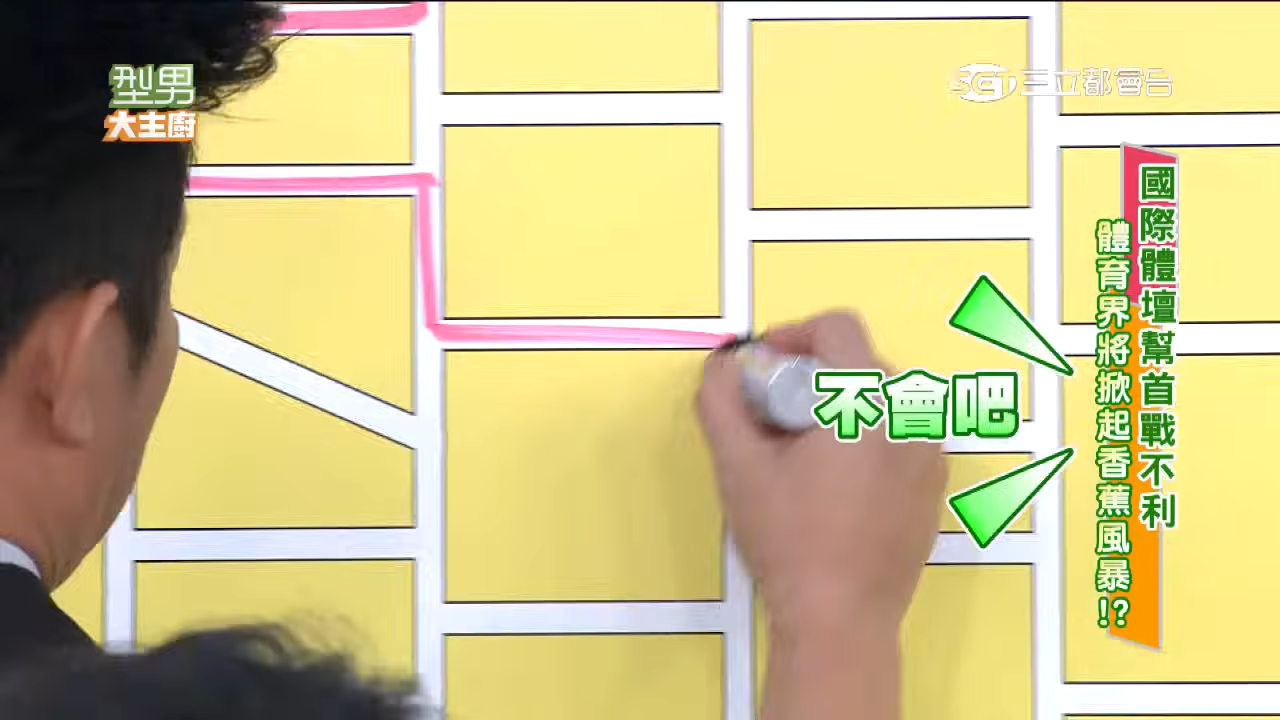 型男
大主廚
SET 三立都會台
國際體壇幫首戰不利
體育界將掀起香蕉風暴!?
不會吧